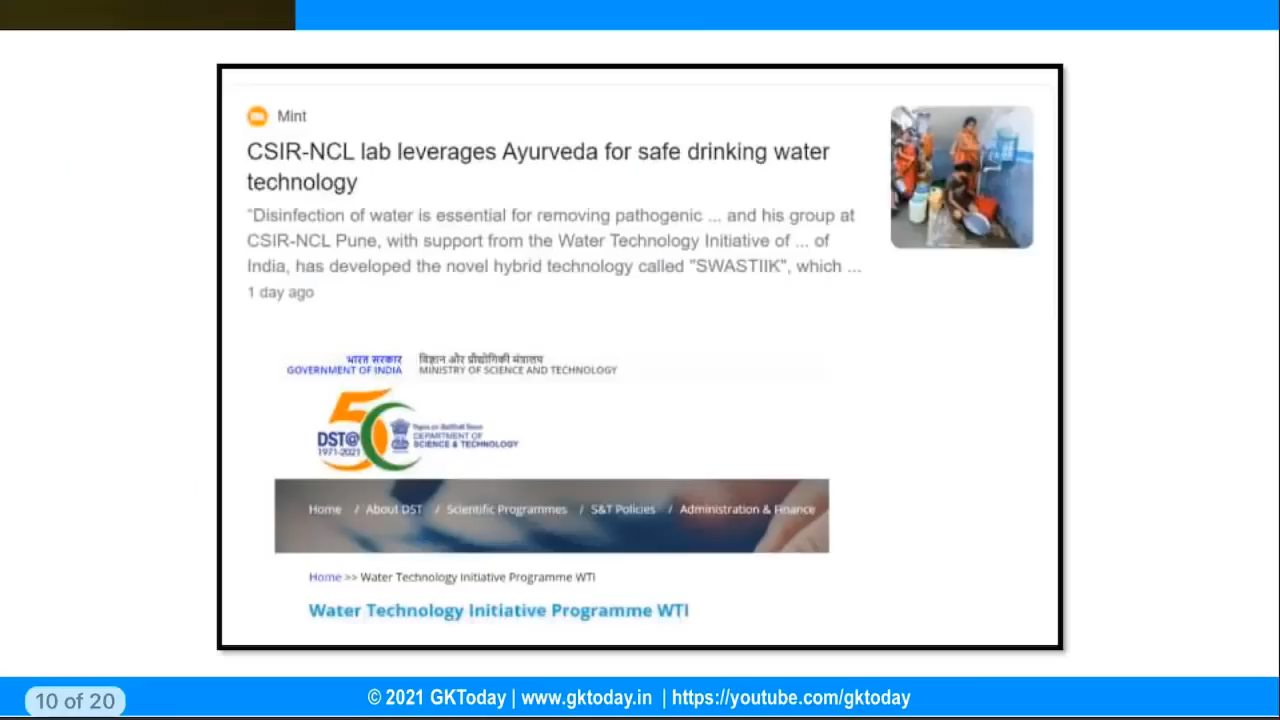 Mint
CSIR-NCL lab leverages Ayurveda for safe drinking water
technology
"Disinfection of water is essential for removing pathogenic ... and his group at
CSIR-NCL Pune, with support from the Water Technology Initiative of ... of
India, has developed the novel hybrid technology called "SWASTIIK", which ...
1 day ago
भारत सरकार विज्ञान और प्रौद्योगिकी मंत्रालय
GOVERNMENT OF INDIA MINISTRY OF SCIENCE AND TECHNOLOGY
50
DST@
1971-2021
DEPARTMENT OF
SCIENCE & TECHNOLOGY
Home / About DST / Scientific Programmes / S&T Policies / Administration & Finance
Home >> Water Technology Initiative Programme WTI
Water Technology Initiative Programme WTI
10 of 20
© 2021 GKToday | www.gktoday.in | https://youtube.com/gktoday